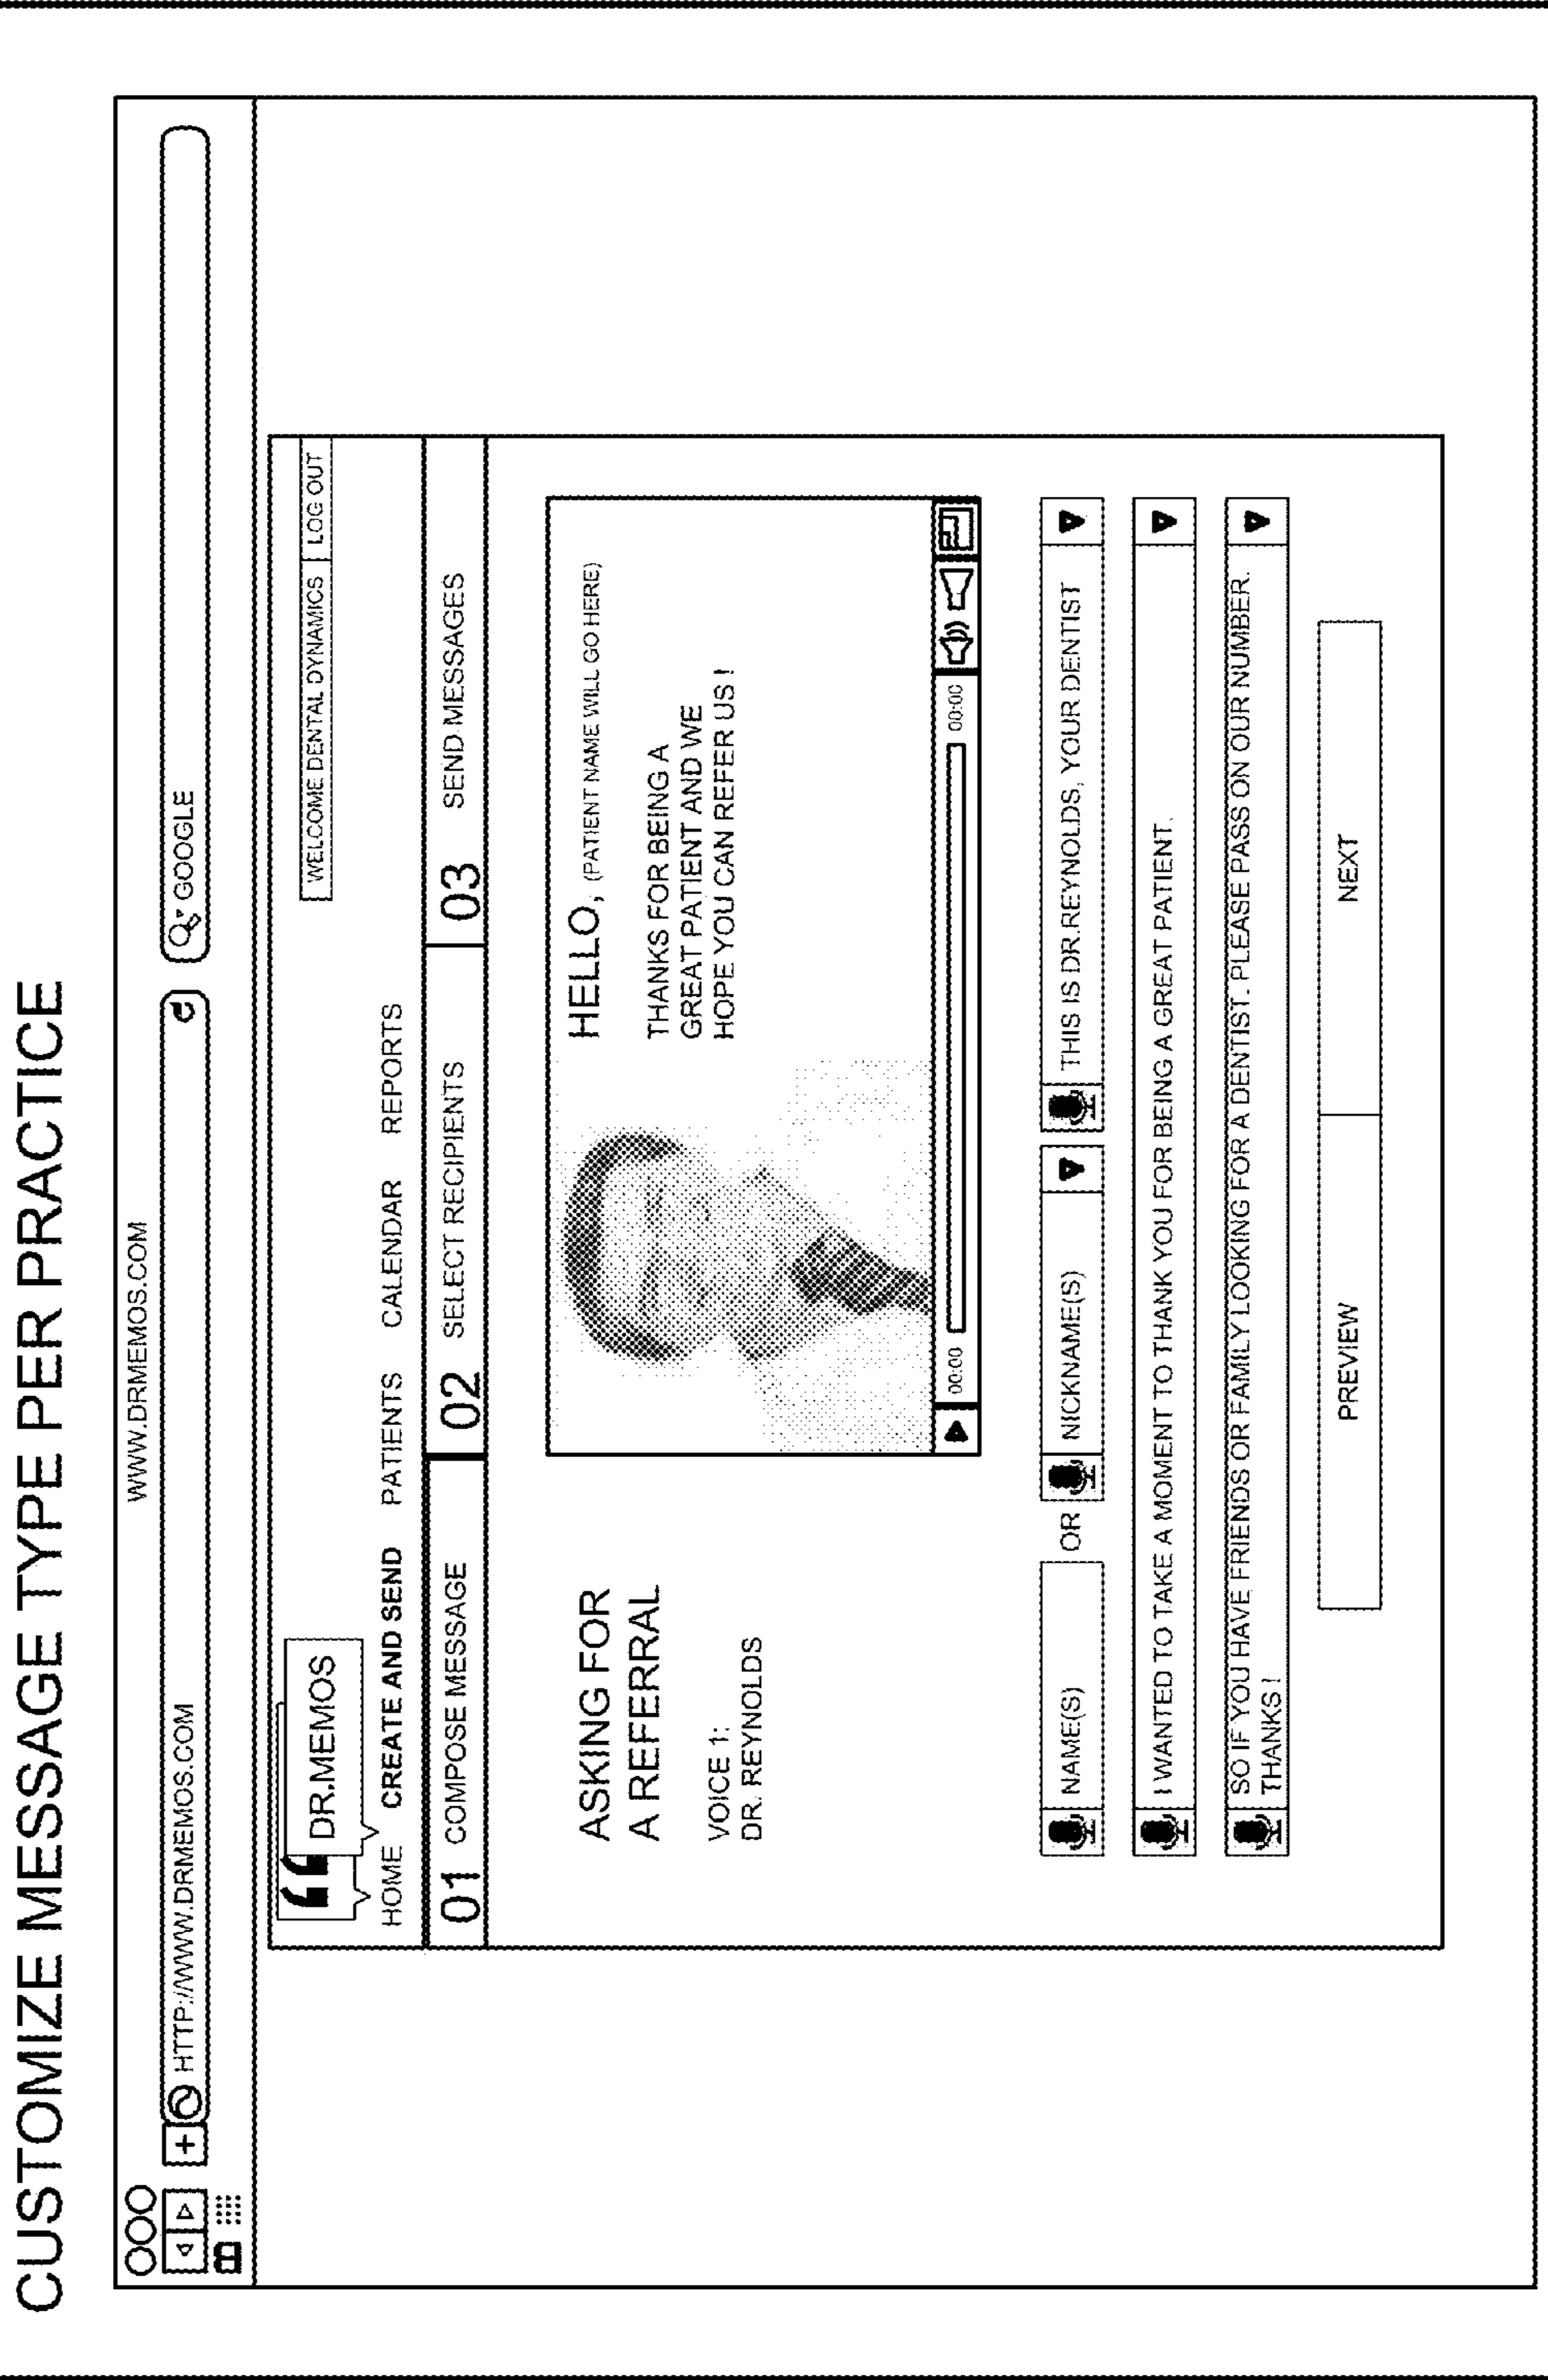 CUSTOMIZE MESSAGE TYPE PER PRACTICE
WWW.DRMEMOS.COM
+ HTTP://WWW.DRMEMOS.COM
GOOGLE
DR.MEMOS
WELCOME DENTAL DYNAMICS | LOG OUT
HOME CREATE AND SEND PATIENTS CALENDAR REPORTS
01 COMPOSE MESSAGE 02 SELECT RECIPIENTS 03 SEND MESSAGES
ASKING FOR
A REFERRAL
VOICE 1:
DR. REYNOLDS
HELLO, (PATIENT NAME WILL GO HERE)
THANKS FOR BEING A
GREAT PATIENT AND WE
HOPE YOU CAN REFER US !
00:00 00:00
NAME(S) OR NICKNAME(S) THIS IS DR.REYNOLDS, YOUR DENTIST
I WANTED TO TAKE A MOMENT TO THANK YOU FOR BEING A GREAT PATIENT.
SO IF YOU HAVE FRIENDS OR FAMILY LOOKING FOR A DENTIST. PLEASE PASS ON OUR NUMBER.
THANKS !
PREVIEW NEXT